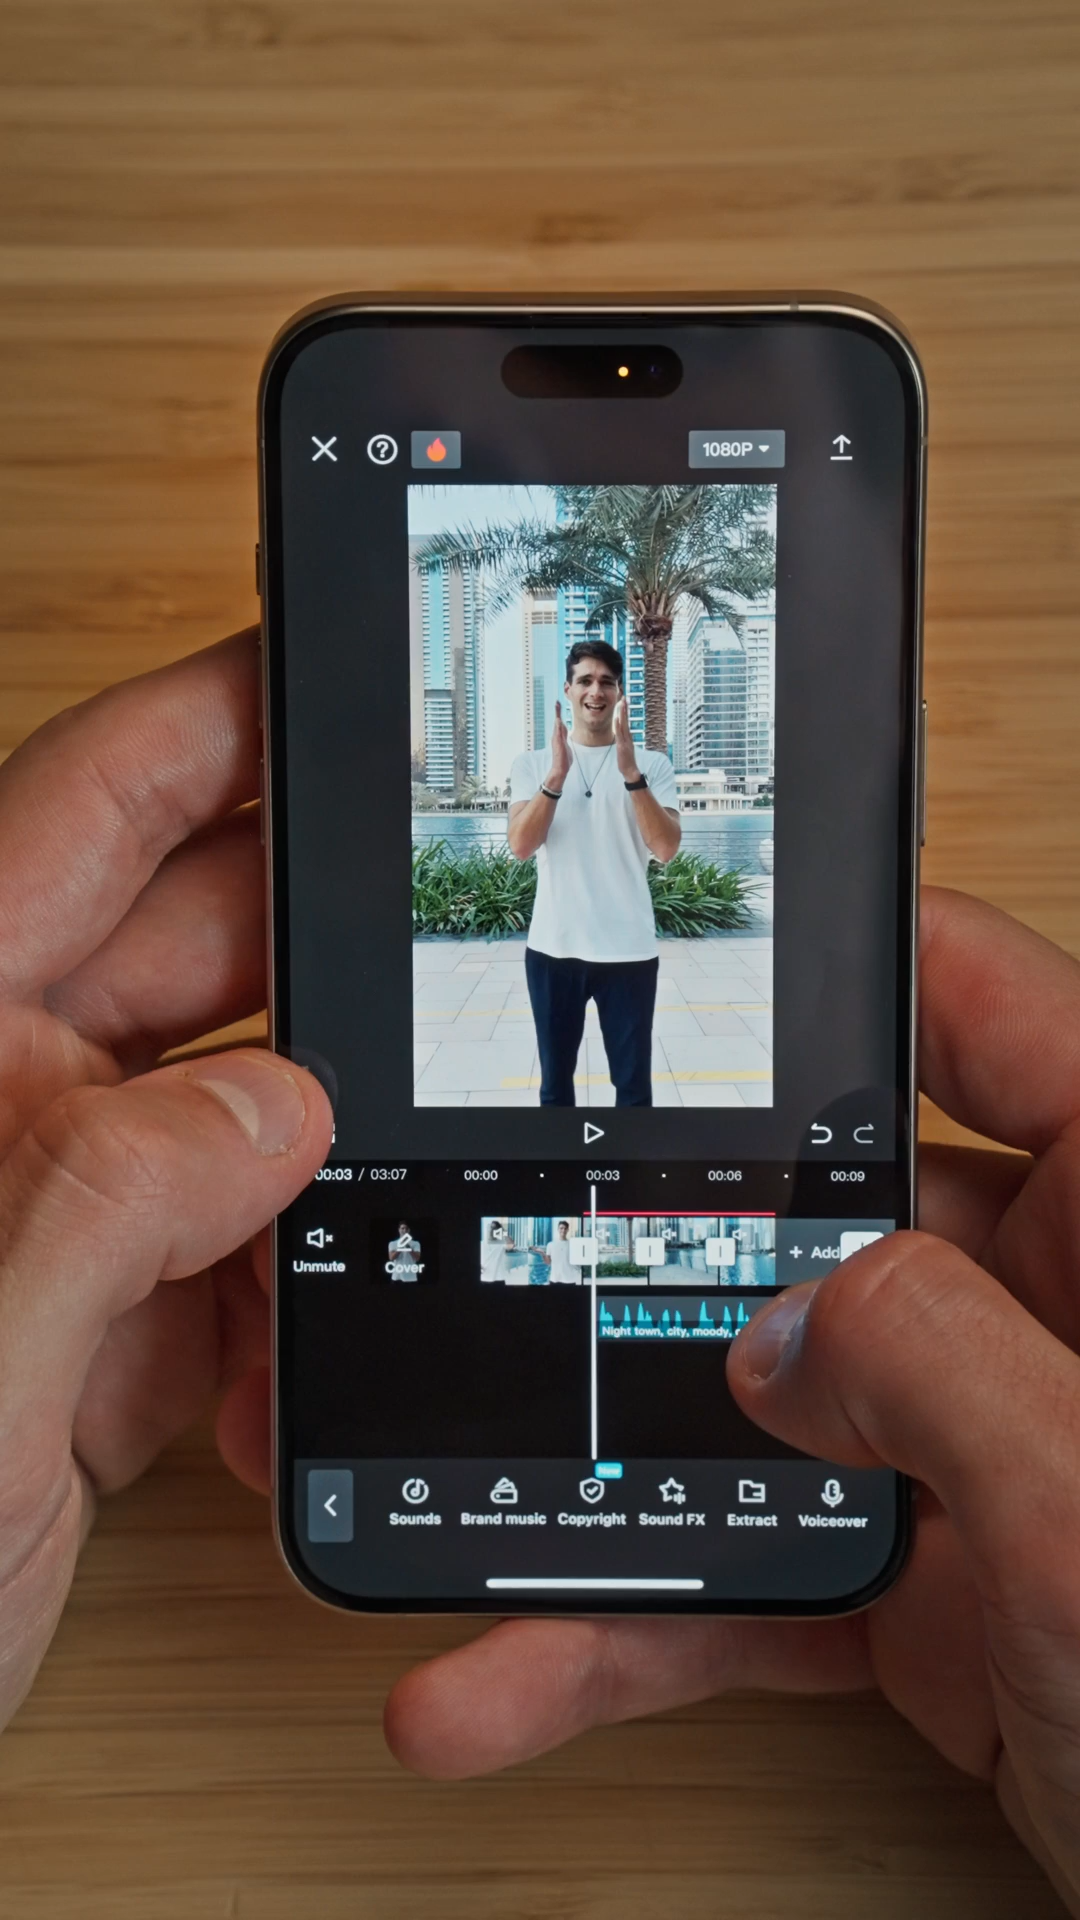 1080P
00:03 / 03:07 00:00 00:03 00:06 00:09
Unmute
Cover
+ Add
Night town, city, moody,
New
Sounds Brand music Copyright Sound FX Extract Voiceover